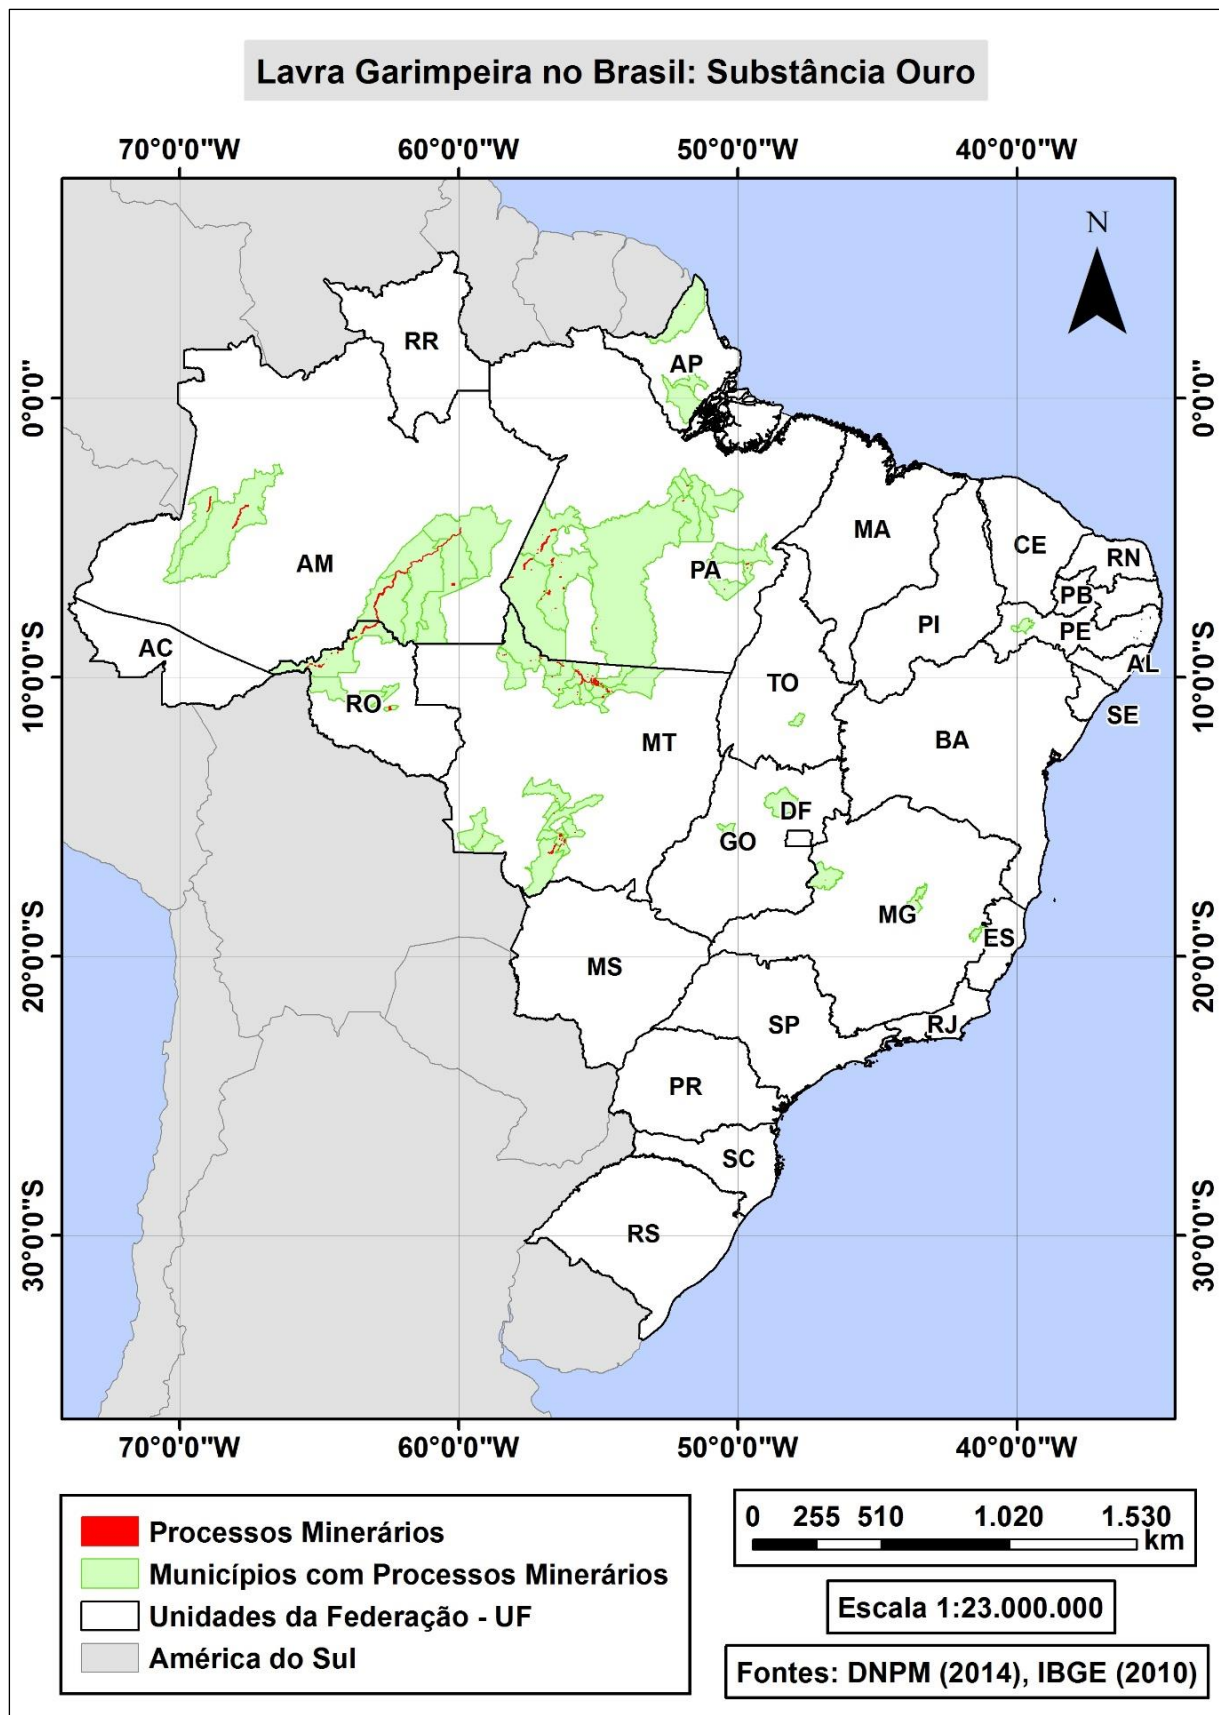 Lavra Garimpeira no Brasil: Substância Ouro
70°0'0"W 60°0'0"W 50°0'0"W 40°0'0"W
N
RR
AP
0°0'0" 0°0'0"
AM
PA
MA
CE
RN
PB
PI
PE
AC
AL
10°0'0"S 10°0'0"S
RO
TO
SE
MT
BA
DF
GO
MG
ES
MS
20°0'0"S 20°0'0"S
SP
RJ
PR
SC
RS
30°0'0"S 30°0'0"S
70°0'0"W 60°0'0"W 50°0'0"W 40°0'0"W
Processos Minerários
Municípios com Processos Minerários
Unidades da Federação - UF
América do Sul
0 255 510 1.020 1.530
km
Escala 1:23.000.000
Fontes: DNPM (2014), IBGE (2010)